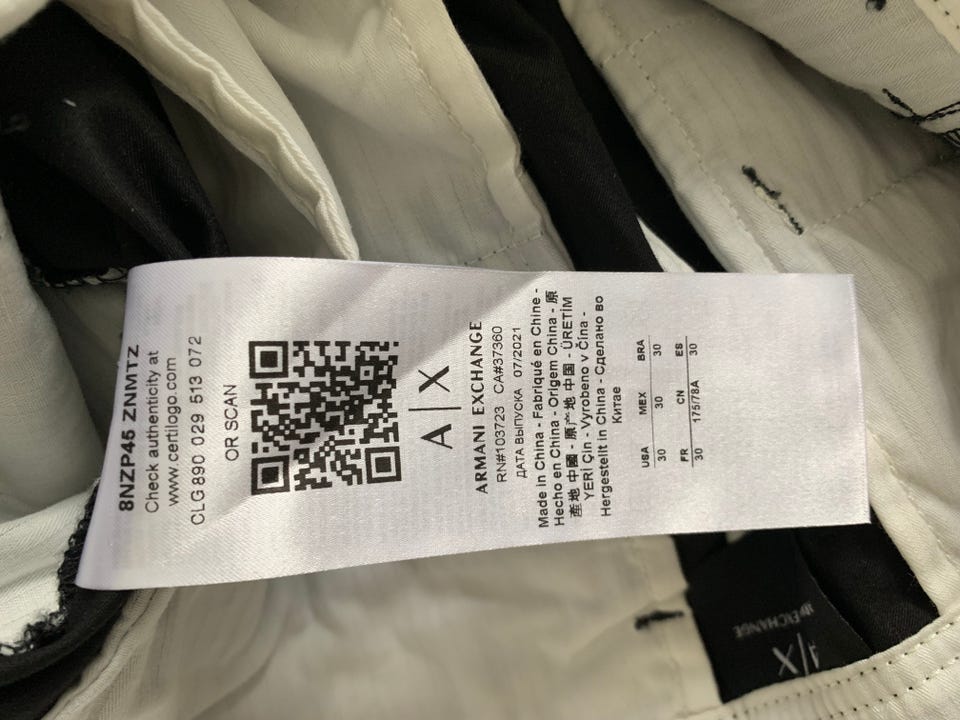 8NZP45 ZNMTZ
Check authenticity at
www.certilogo.com
CLG 890 029 513 072
OR SCAN
A|X
ARMANI EXCHANGE
RN#103723 CA#37360
ДАТА ВЫПУСКА 07/2021
Made in China - Fabriqué en Chine -
Hecho en China - Origem China - 原
產地 中國 - 原产地 中国 - ÜRETİM
YERİ Çin - Vyrobeno v Čína -
Hergestellt in China - Сделано во
Китае
USA MEX BRA
30 30 30
FR CN ES
30 175/78A 30
A|X
EXCHANGE